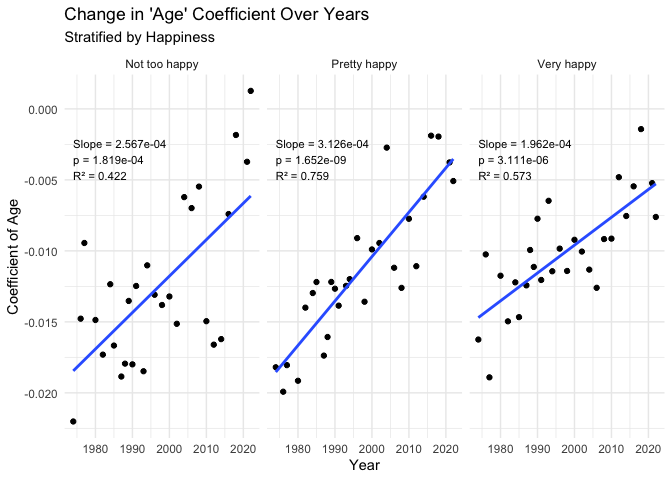 Change in 'Age' Coefficient Over Years
Stratified by Happiness
Not too happy
Pretty happy
Very happy
0.000
-0.005
-0.010
-0.015
-0.020
Coefficient of Age
Slope = 2.567e-04
p = 1.819e-04
R² = 0.422
Slope = 3.126e-04
p = 1.652e-09
R² = 0.759
Slope = 1.962e-04
p = 3.111e-06
R² = 0.573
1980 1990 2000 2010 2020
1980 1990 2000 2010 2020
1980 1990 2000 2010 2020
Year